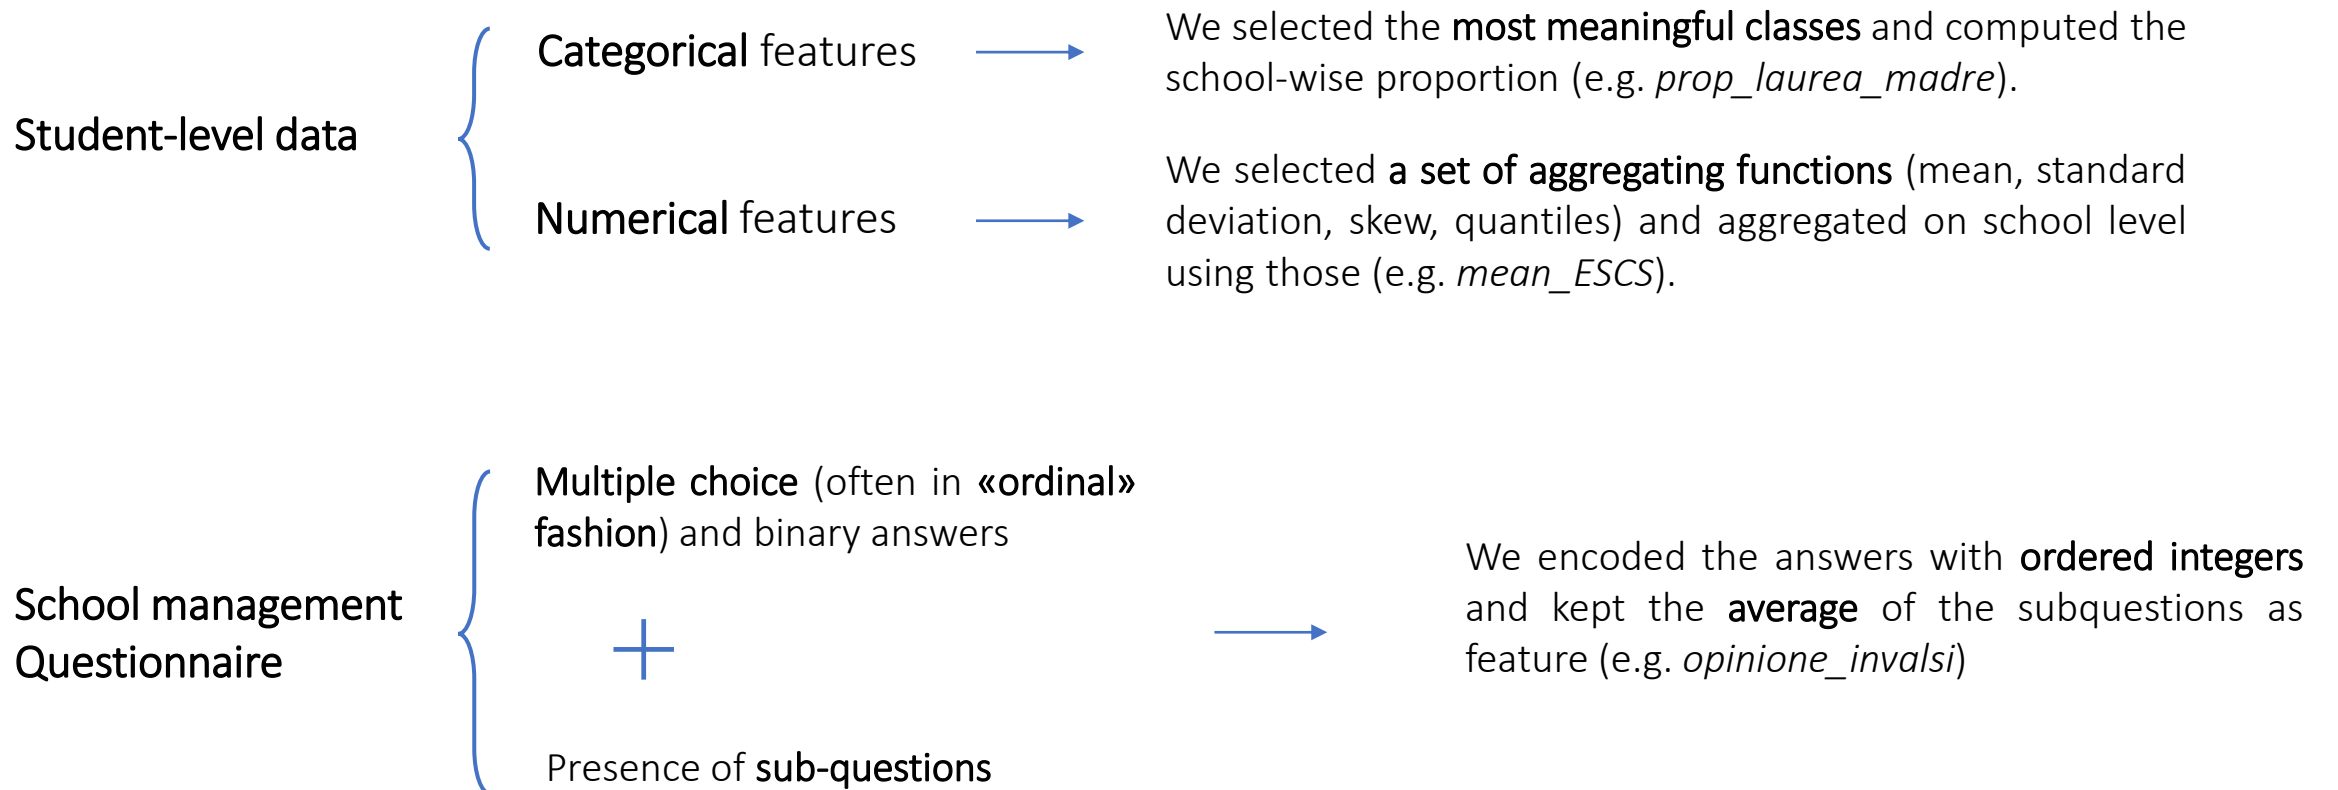 Categorical features
We selected the most meaningful classes and computed the
school-wise proportion (e.g. prop_laurea_madre).
Student-level data
Numerical features
We selected a set of aggregating functions (mean, standard
deviation, skew, quantiles) and aggregated on school level
using those (e.g. mean_ESCS).
Multiple choice (often in «ordinal»
fashion) and binary answers
School management
Questionnaire
+
Presence of sub-questions
We encoded the answers with ordered integers
and kept the average of the subquestions as
feature (e.g. opinione_invalsi)